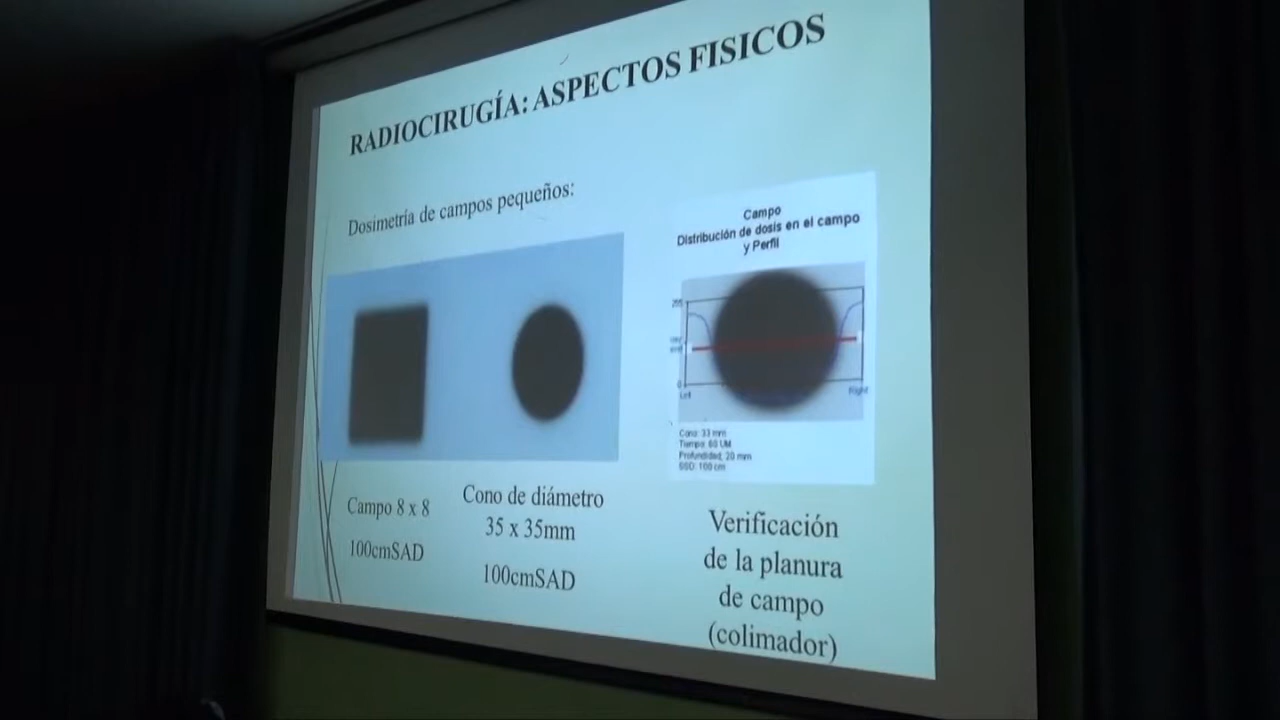 RADIOCIRUGÍA: ASPECTOS FISICOS
Dosimetría de campos pequeños:
Campo 8 x 8
100cmSAD
Cono de diámetro
35 x 35mm
100cmSAD
Campo
Distribución de dosis en el campo
y Perfil
255
0
Left
Right
Cono: 33 mm
Tiempo: 60 UM
Profundidad, 20 mm
SSD: 100 cm
Verificación
de la planura
de campo
(colimador)